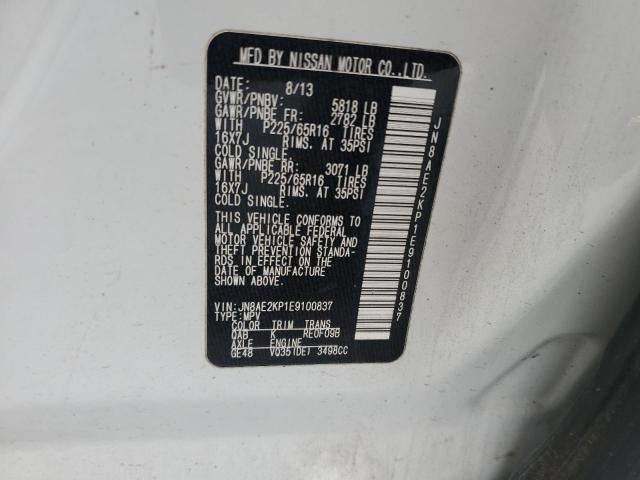 MFD BY NISSAN MOTOR CO.,LTD.
DATE: 8/13
GVWR/PNBV: 5818 LB
GAWR/PNBE FR: 2782 LB
WITH P225/65R16 TIRES
16X7J RIMS. AT 35PSI
COLD SINGLE.
GAWR/PNBE RR: 3071 LB
WITH P225/65R16 TIRES
16X7J RIMS. AT 35PSI
COLD SINGLE.
THIS VEHICLE CONFORMS TO
ALL APPLICABLE FEDERAL
MOTOR VEHICLE SAFETY AND
THEFT PREVENTION STANDA-
RDS IN EFFECT ON THE
DATE OF MANUFACTURE
SHOWN ABOVE.
VIN: JN8AE2KP1E9100837
TYPE: MPV
COLOR TRIM TRANS
QAB K RE0F09B
AXLE ENGINE
GE48 VQ35(DE) 3498CC
JN8AE2KP1E9100837